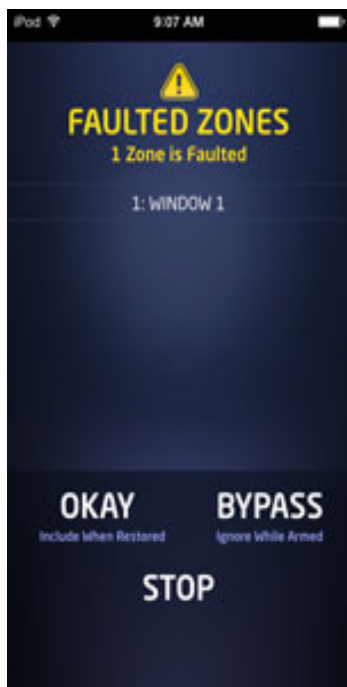 iPod 9:07 AM
FAULTED ZONES
1 Zone is Faulted
1: WINDOW 1
OKAY BYPASS
Include When Restored Ignore While Armed
STOP